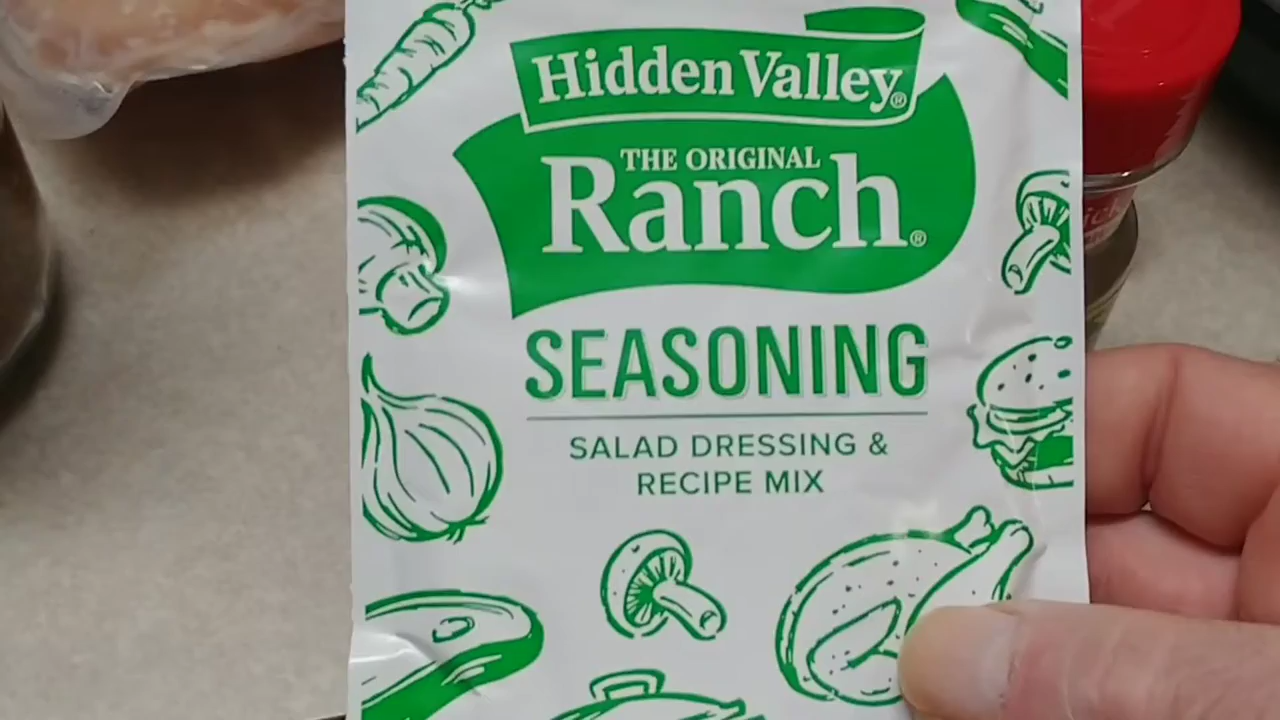 Hidden Valley®
THE ORIGINAL
Ranch®
SEASONING
SALAD DRESSING &
RECIPE MIX